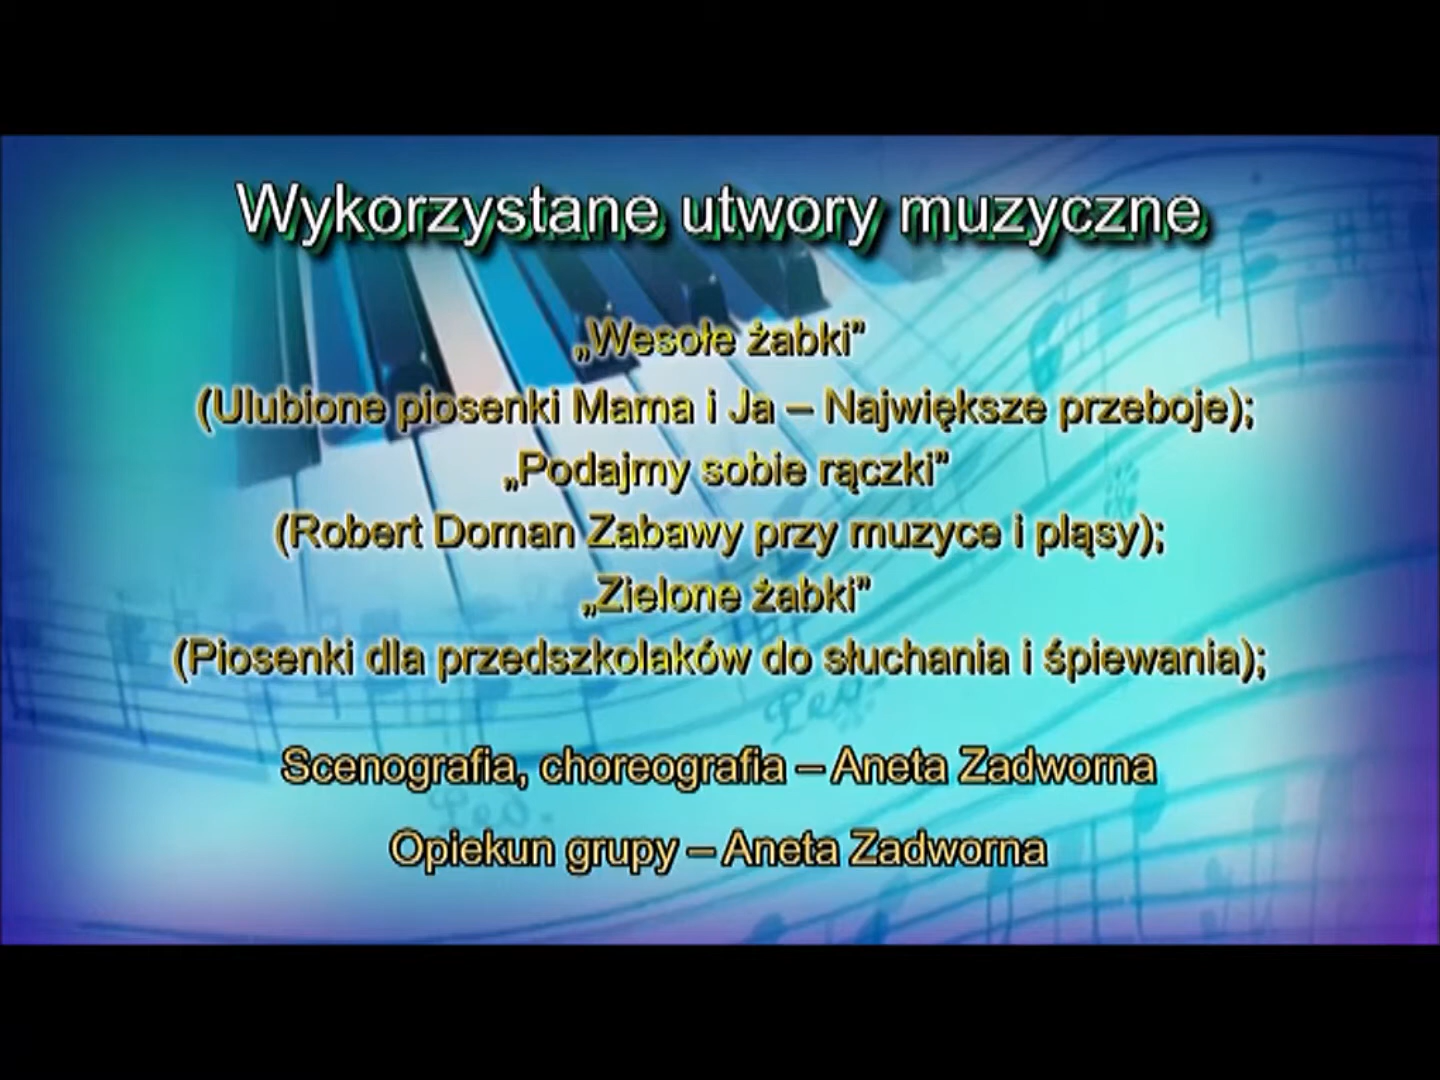 Wykorzystane utwory muzyczne
„Wesołe żabki”
(Ulubione piosenki Mama i Ja – Największe przeboje);
„Podajmy sobie rączki”
(Robert Doman Zabawy przy muzyce i pląsy);
„Zielone żabki”
(Piosenki dla przedszkolaków do słuchania i śpiewania);
Scenografia, choreografia – Aneta Zadworna
Opiekun grupy – Aneta Zadworna